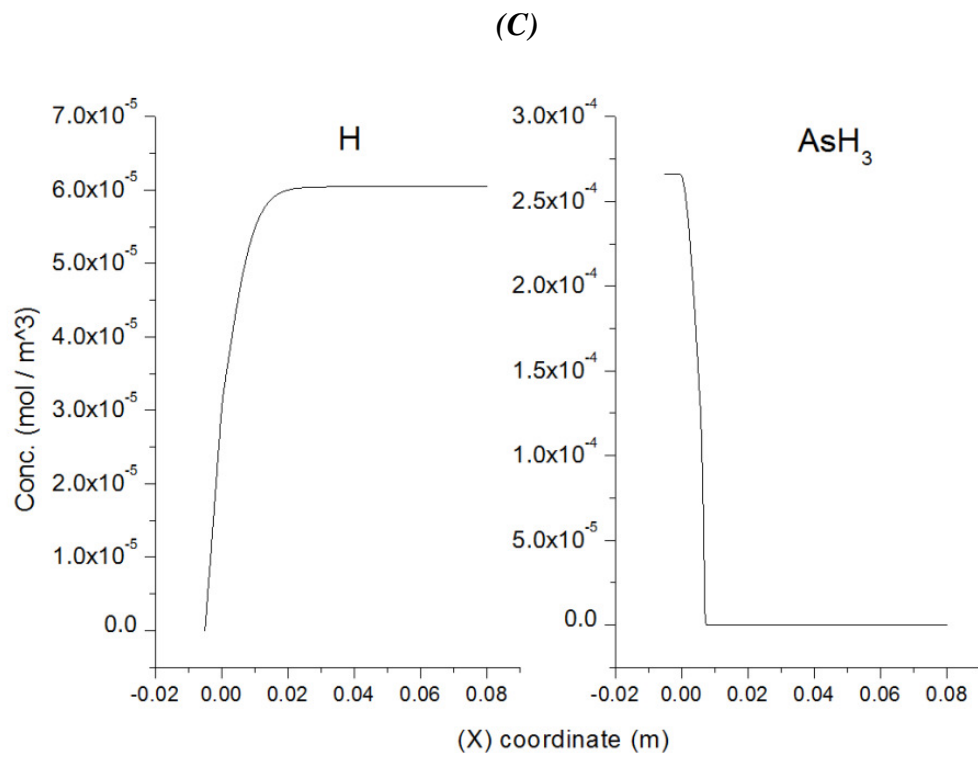 (C)
H
7.0x10⁻⁵
6.0x10⁻⁵
5.0x10⁻⁵
4.0x10⁻⁵
3.0x10⁻⁵
2.0x10⁻⁵
1.0x10⁻⁵
0.0
Conc. (mol / m^3)
-0.02 0.00 0.02 0.04 0.06 0.08
AsH₃
3.0x10⁻⁴
2.5x10⁻⁴
2.0x10⁻⁴
1.5x10⁻⁴
1.0x10⁻⁴
5.0x10⁻⁵
0.0
-0.02 0.00 0.02 0.04 0.06 0.08
(X) coordinate (m)